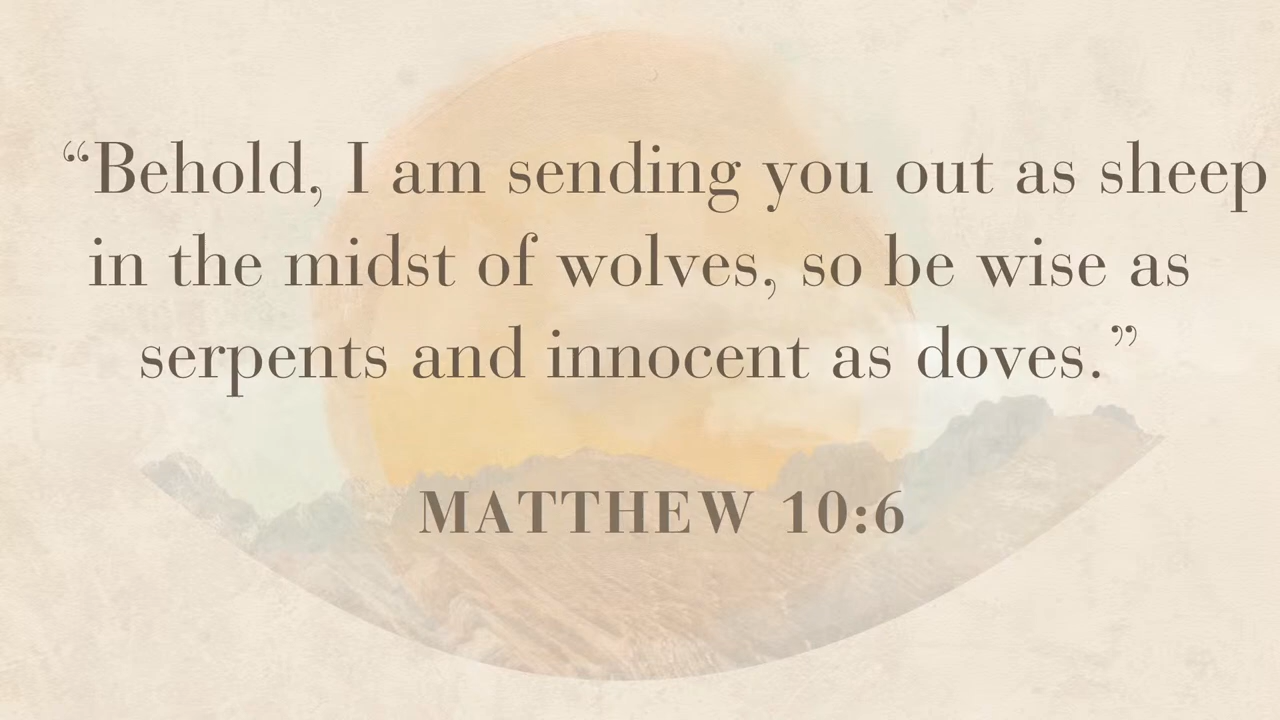 “Behold, I am sending you out as sheep
in the midst of wolves, so be wise as
serpents and innocent as doves.”
MATTHEW 10:6